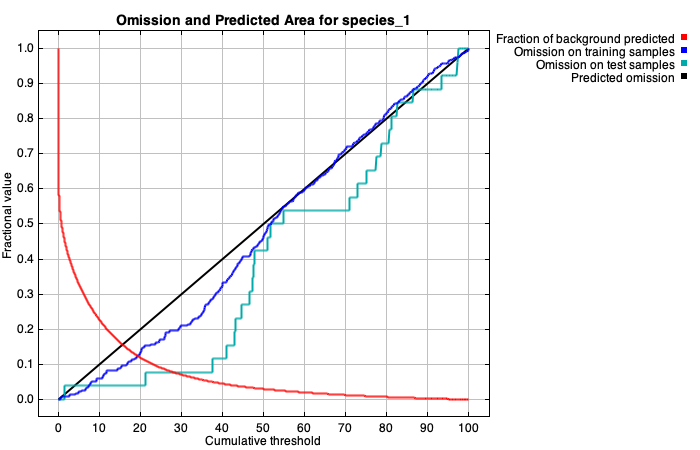 Omission and Predicted Area for species_1
Fraction of background predicted
Omission on training samples
Omission on test samples
Predicted omission
Fractional value
1.0
0.9
0.8
0.7
0.6
0.5
0.4
0.3
0.2
0.1
0.0
0 10 20 30 40 50 60 70 80 90 100
Cumulative threshold